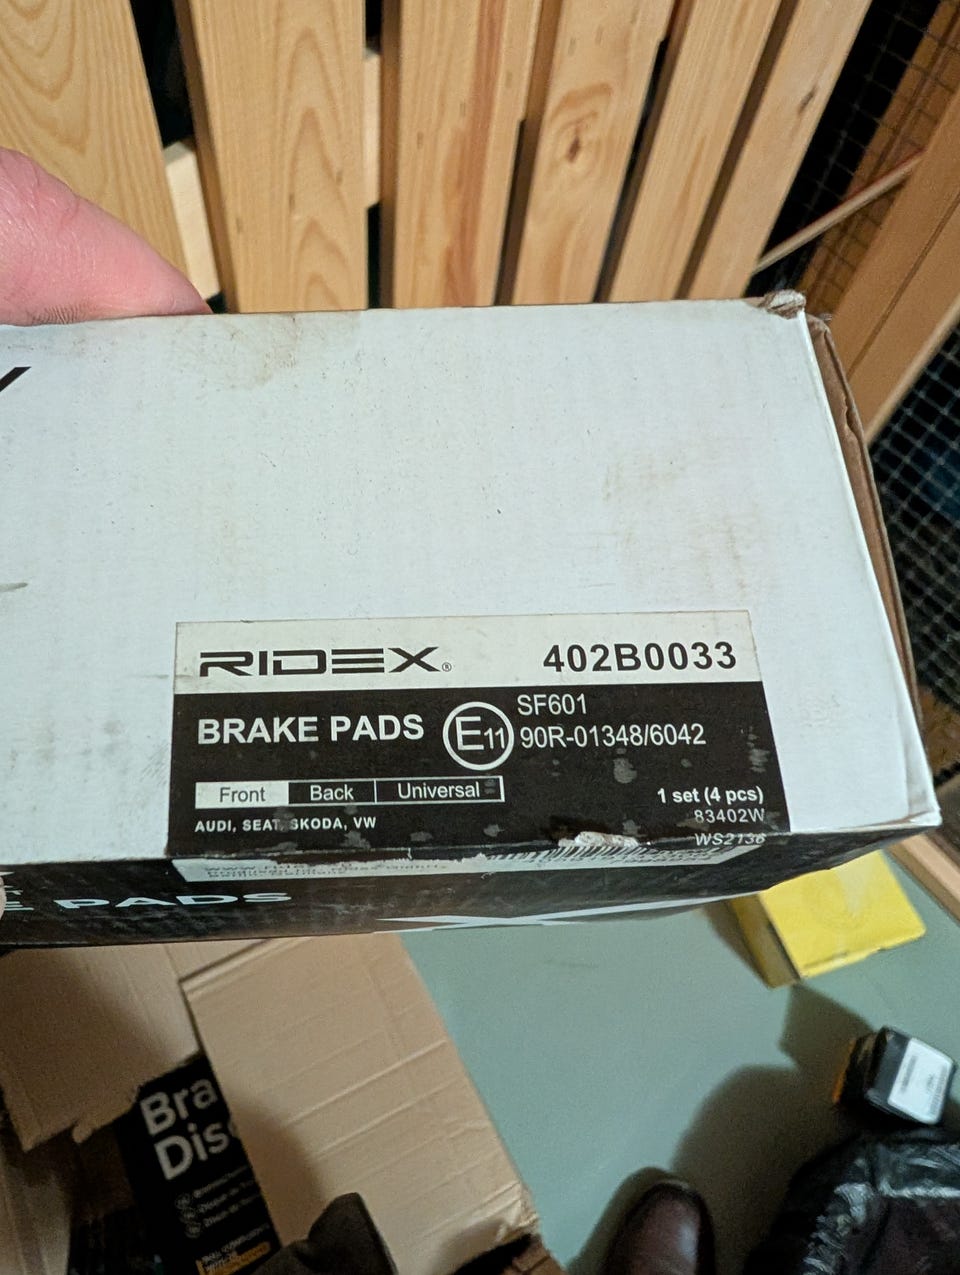 RIDEX® 402B0033
BRAKE PADS E11 SF601
90R-01348/6042
Front Back Universal
1 set (4 pcs)
AUDI, SEAT, SKODA, VW
83402W
WS2136
PADS
Bra
Dis